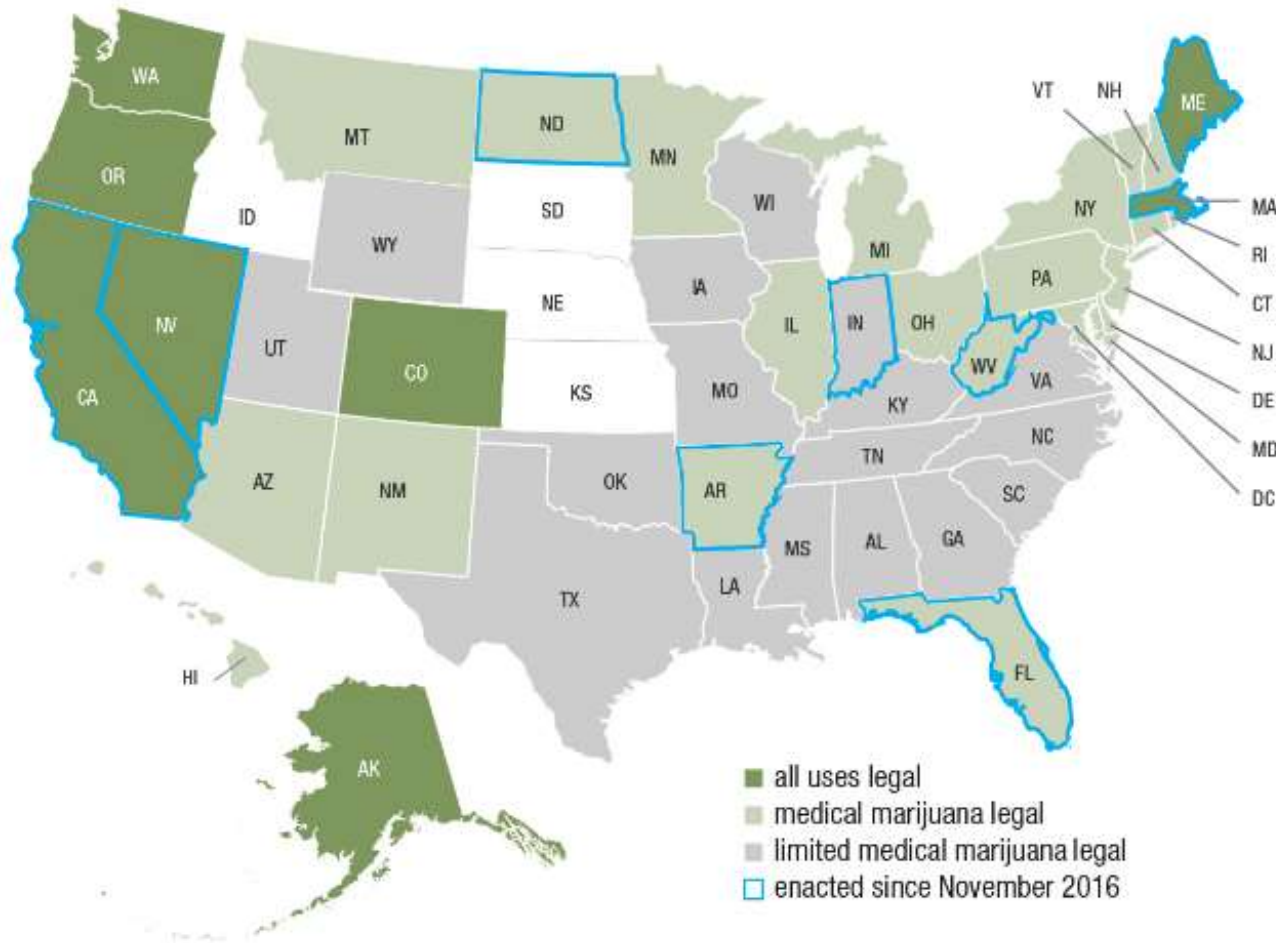 WA
VT
NH
ME
MT
ND
MN
OR
ID
SD
WI
NY
MA
WY
MI
RI
IA
PA
CT
NE
NV
UT
IL
IN
OH
NJ
CO
WV
CA
KS
MO
KY
VA
DE
NC
MD
AZ
NM
OK
AR
TN
SC
DC
MS
AL
GA
LA
TX
HI
FL
AK
all uses legal
medical marijuana legal
limited medical marijuana legal
enacted since November 2016